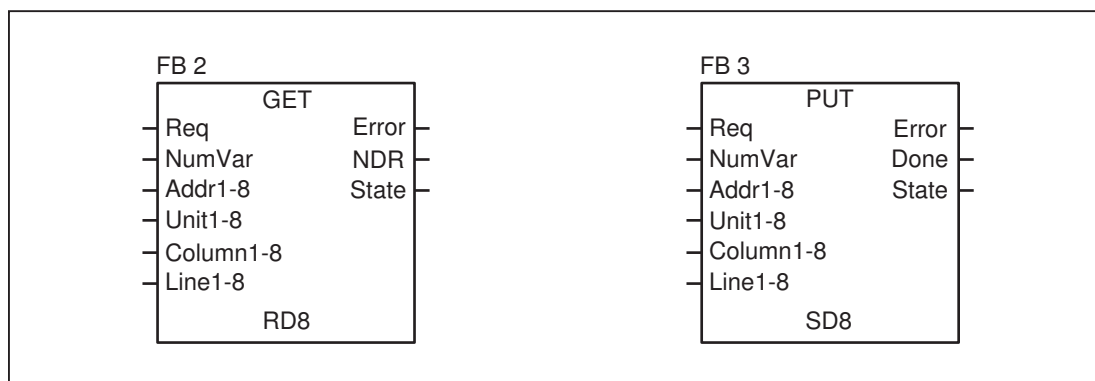 FB 2
GET
Req Error
NumVar NDR
Addr1-8 State
Unit1-8
Column1-8
Line1-8
RD8
FB 3
PUT
Req Error
NumVar Done
Addr1-8 State
Unit1-8
Column1-8
Line1-8
SD8